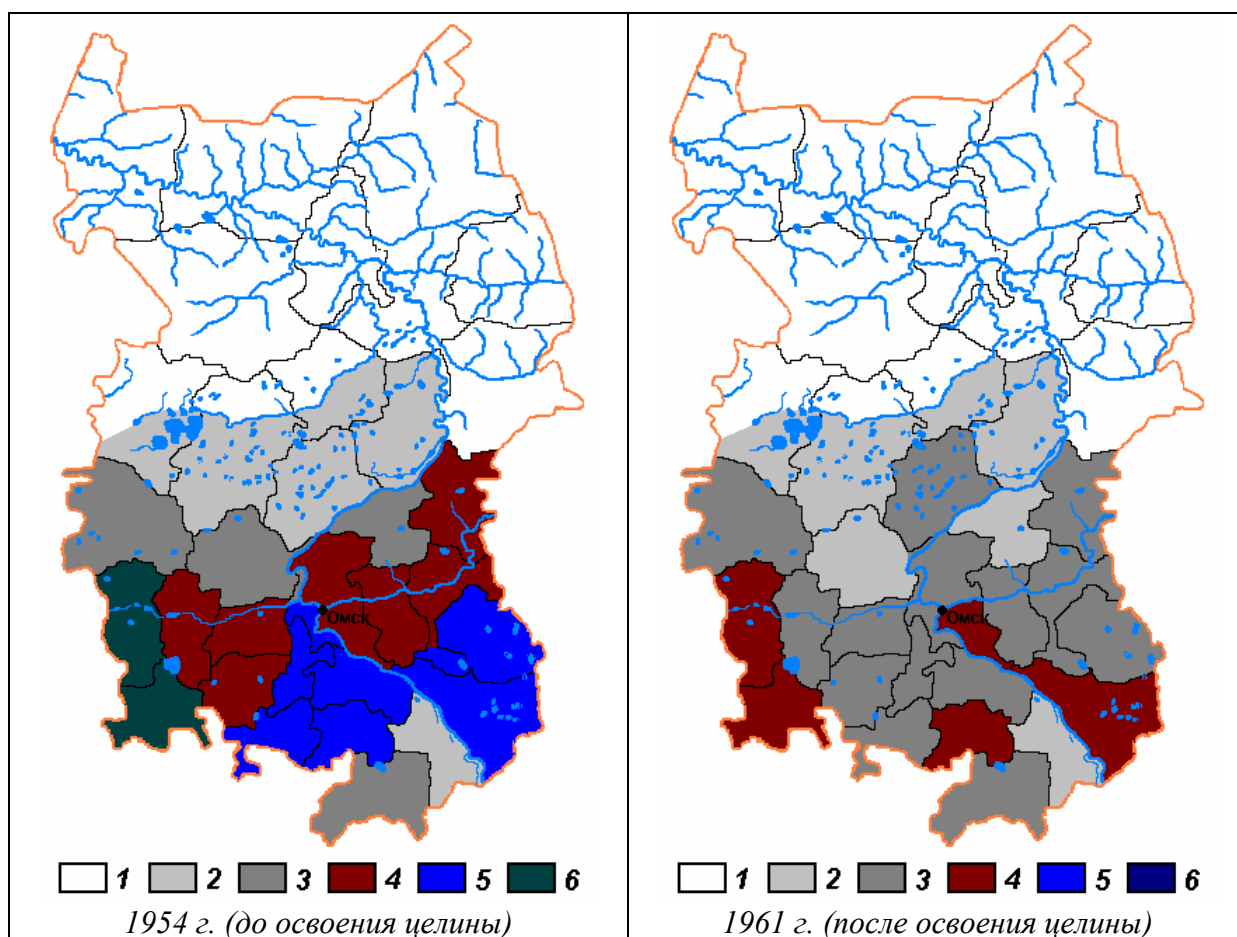 Омск
1 2 3 4 5 6
1954 г. (до освоения целины)
Омск
1 2 3 4 5 6
1961 г. (после освоения целины)